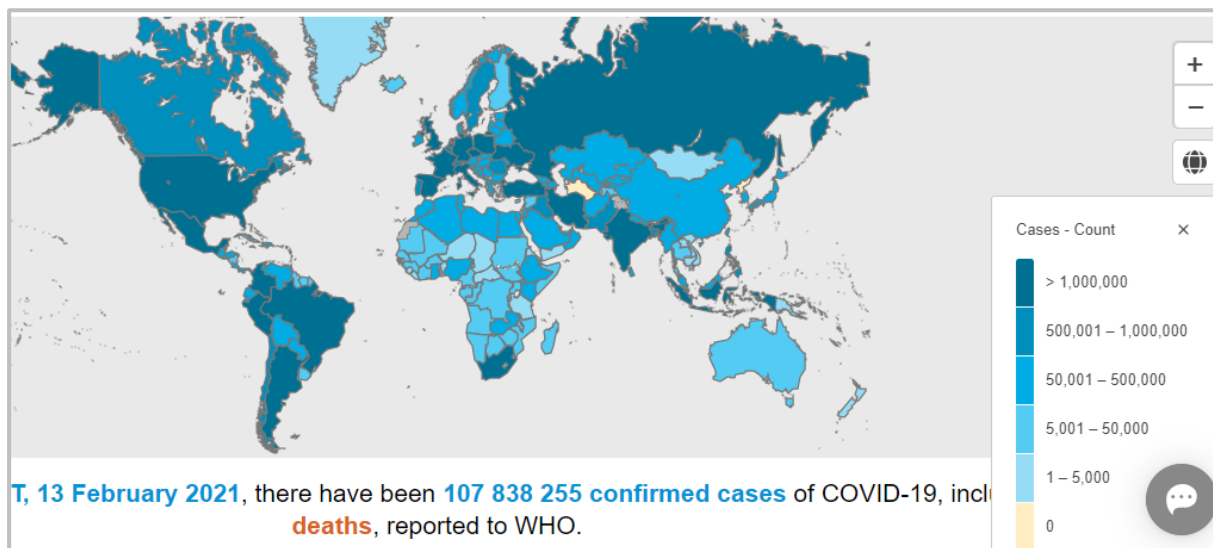 +
−
Cases - Count ×
> 1,000,000
500,001 – 1,000,000
50,001 – 500,000
5,001 – 50,000
1 – 5,000
0
T, 13 February 2021, there have been 107 838 255 confirmed cases of COVID-19,
deaths, reported to WHO.